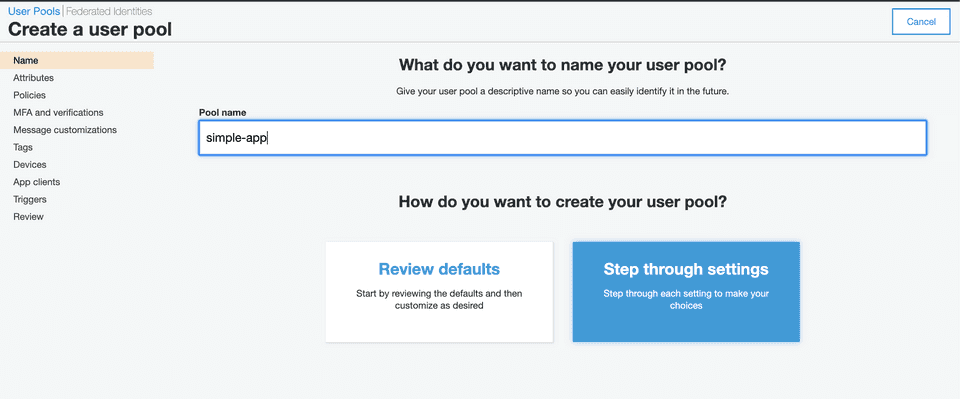 User Pools | Federated Identities
Create a user pool
Cancel
Name
Attributes
Policies
MFA and verifications
Message customizations
Tags
Devices
App clients
Triggers
Review
What do you want to name your user pool?
Give your user pool a descriptive name so you can easily identify it in the future.
Pool name
simple-app
How do you want to create your user pool?
Review defaults
Start by reviewing the defaults and then
customize as desired
Step through settings
Step through each setting to make your
choices